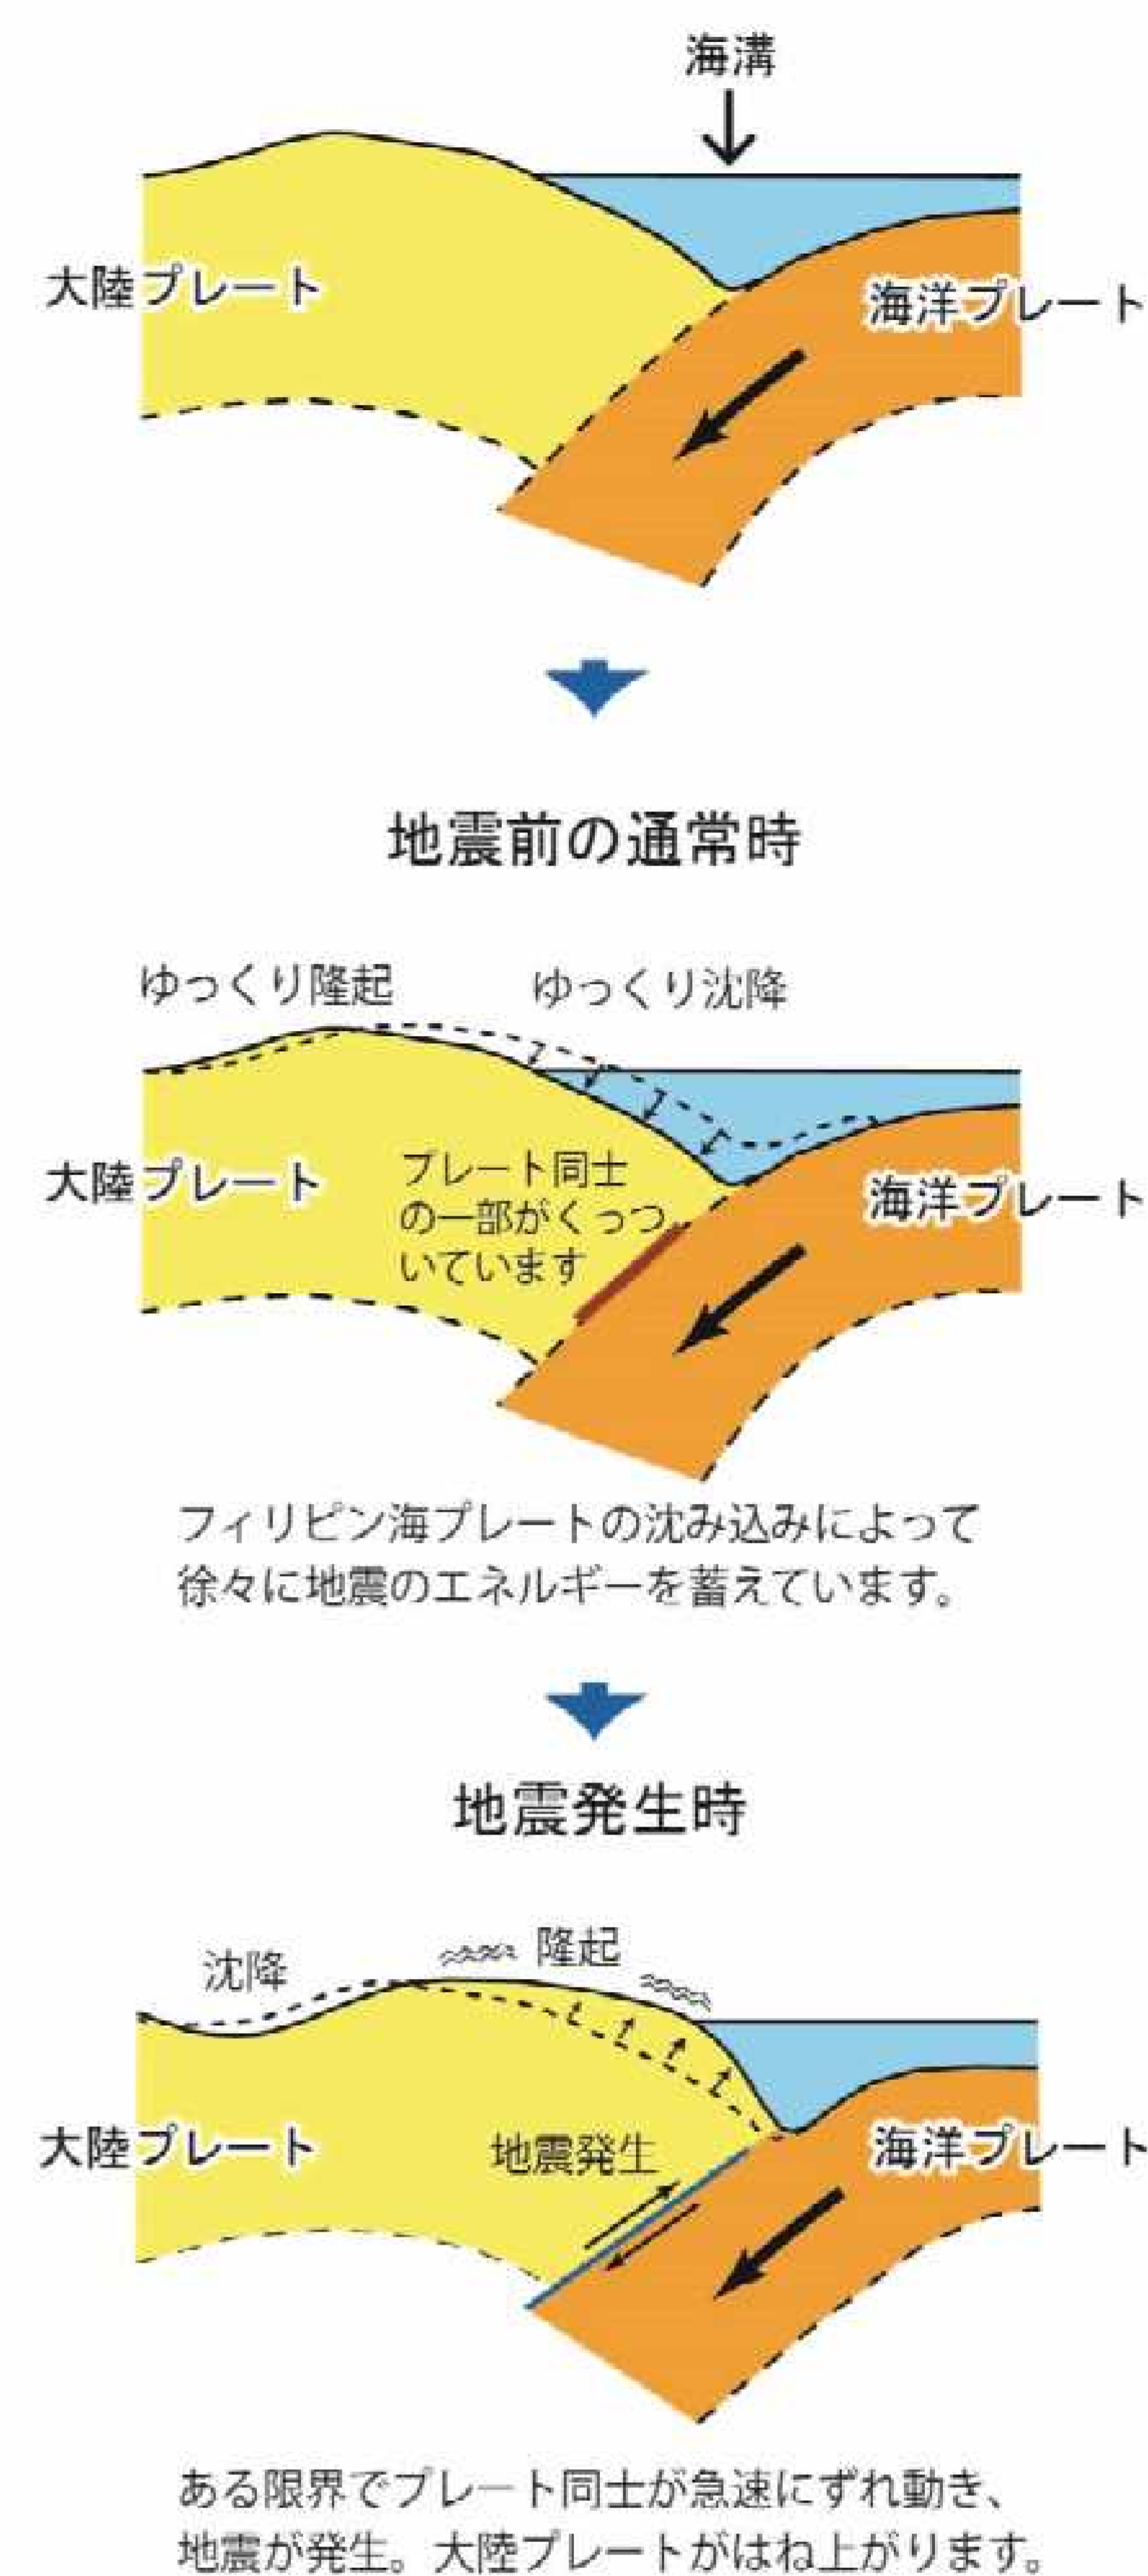 海溝
大陸プレート
海洋プレート
地震前の通常時
ゆっくり隆起
ゆっくり沈降
大陸プレート
プレート同士
の一部がくっつ
いています
海洋プレート
フィリピン海プレートの沈み込みによって
徐々に地震のエネルギーを蓄えています。
地震発生時
沈降
隆起
大陸プレート
地震発生
海洋プレート
ある限界でプレート同士が急速にずれ動き、
地震が発生。大陸プレートがはね上がります。